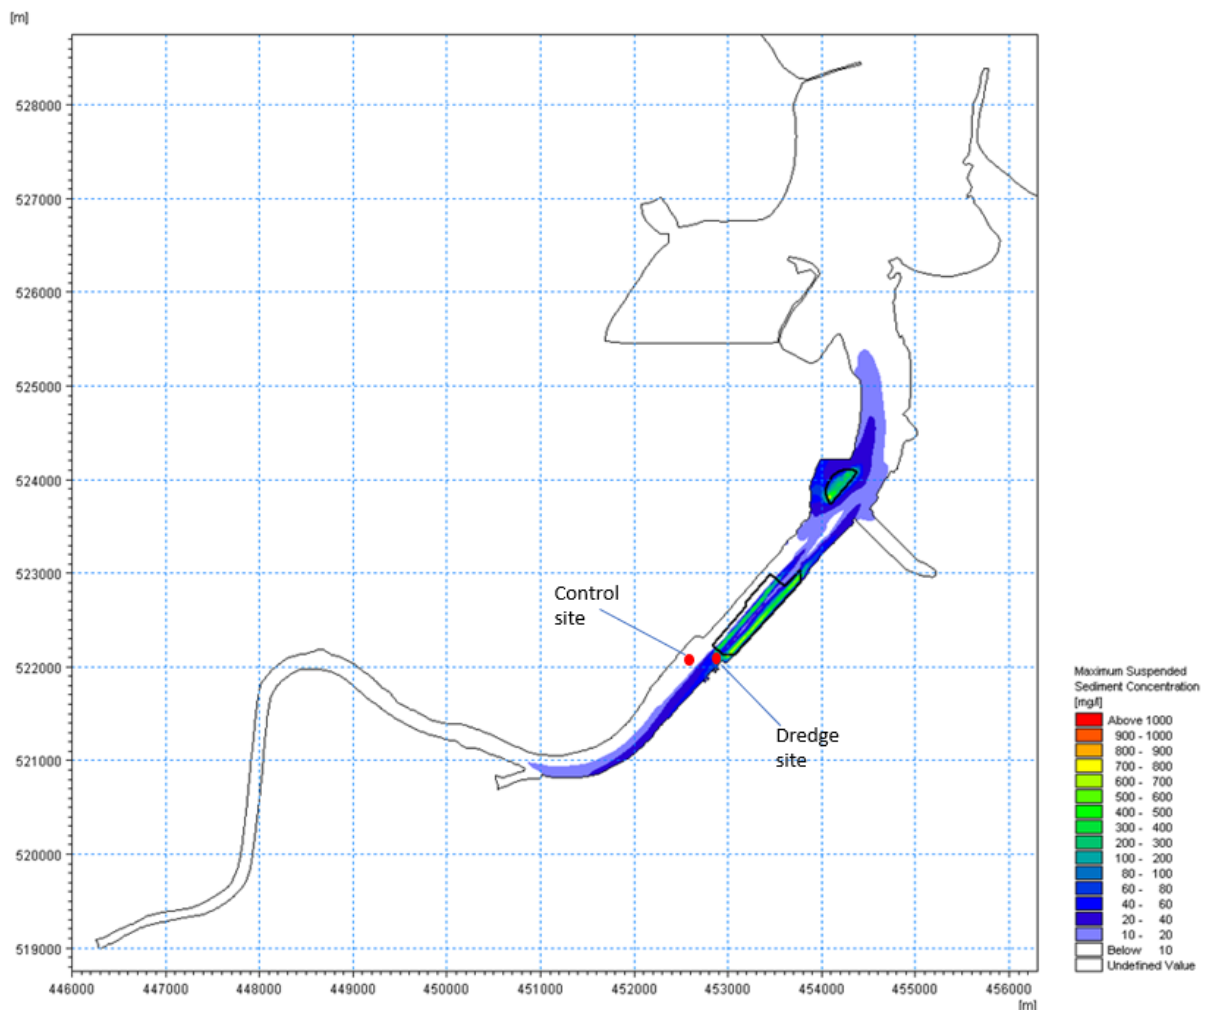 [m]
528000
527000
526000
525000
524000
523000
Control
site
522000
Dredge
site
521000
520000
519000
446000 447000 448000 449000 450000 451000 452000 453000 454000 455000 456000
[m]
Maximum Suspended
Sediment Concentration
[mg/l]
Above 1000
900 - 1000
800 - 900
700 - 800
600 - 700
500 - 600
400 - 500
300 - 400
200 - 300
100 - 200
80 - 100
60 - 80
40 - 60
20 - 40
10 - 20
Below 10
Undefined Value